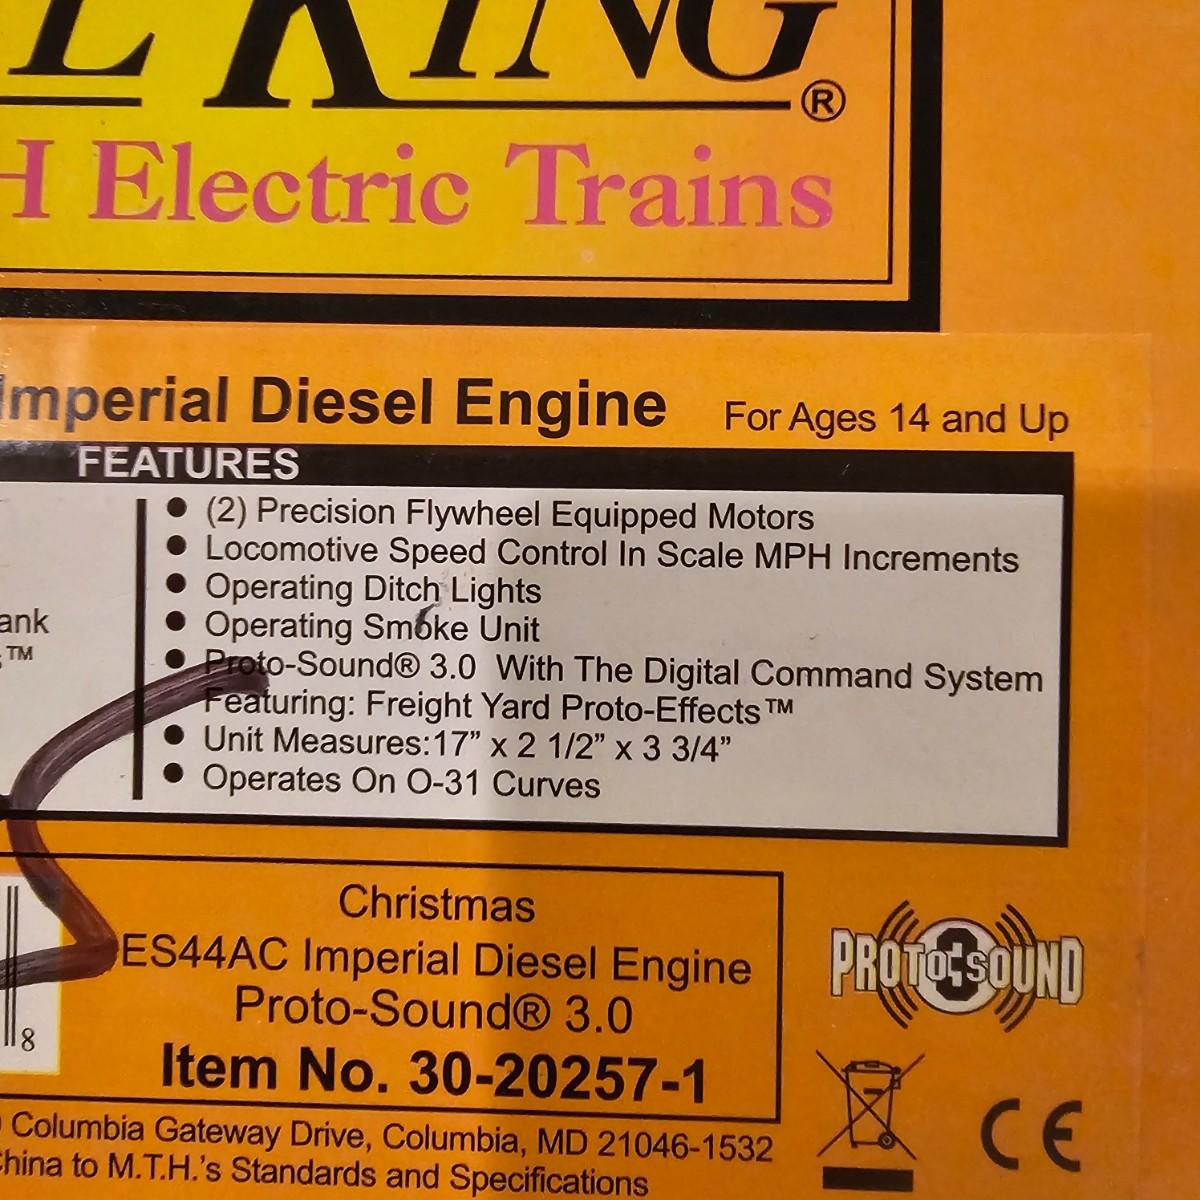 KING®
Electric Trains
Imperial Diesel Engine For Ages 14 and Up
FEATURES
• (2) Precision Flywheel Equipped Motors
• Locomotive Speed Control In Scale MPH Increments
• Operating Ditch Lights
• Operating Smoke Unit
• Proto-Sound® 3.0 With The Digital Command System
Featuring: Freight Yard Proto-Effects™
• Unit Measures:17” x 2 1/2” x 3 3/4”
• Operates On O-31 Curves
ank
™
Christmas
ES44AC Imperial Diesel Engine
Proto-Sound® 3.0
Item No. 30-20257-1
PROTOSOUND
3
8
CE
Columbia Gateway Drive, Columbia, MD 21046-1532
China to M.T.H.’s Standards and Specifications